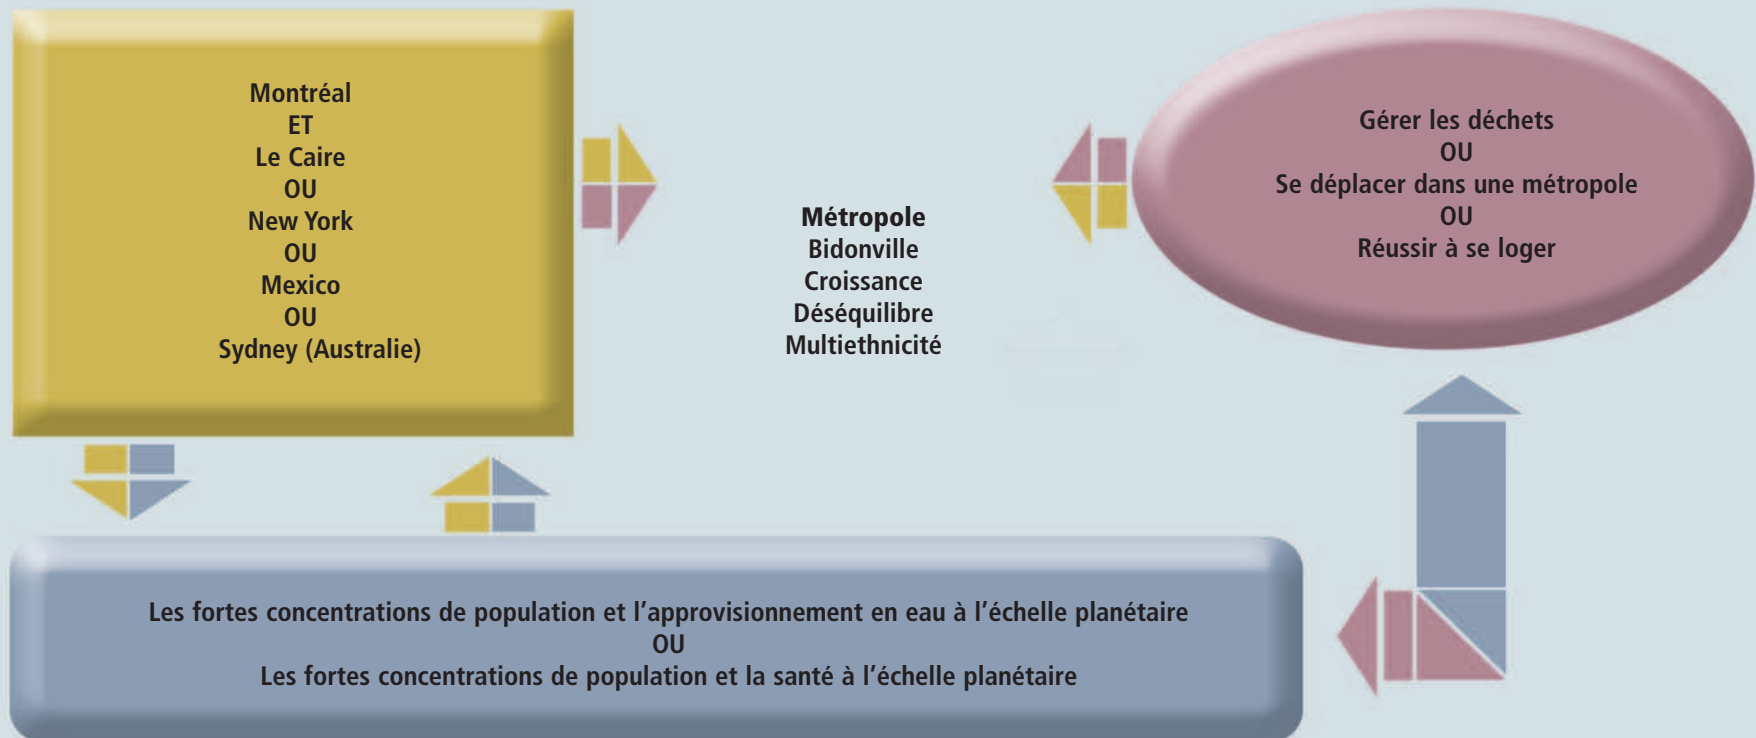 Montréal
ET
Le Caire
OU
New York
OU
Mexico
OU
Sydney (Australie)
Métropole
Bidonville
Croissance
Déséquilibre
Multiethnicité
Gérer les déchets
OU
Se déplacer dans une métropole
OU
Réussir à se loger
Les fortes concentrations de population et l'approvisionnement en eau à l'échelle planétaire
OU
Les fortes concentrations de population et la santé à l'échelle planétaire